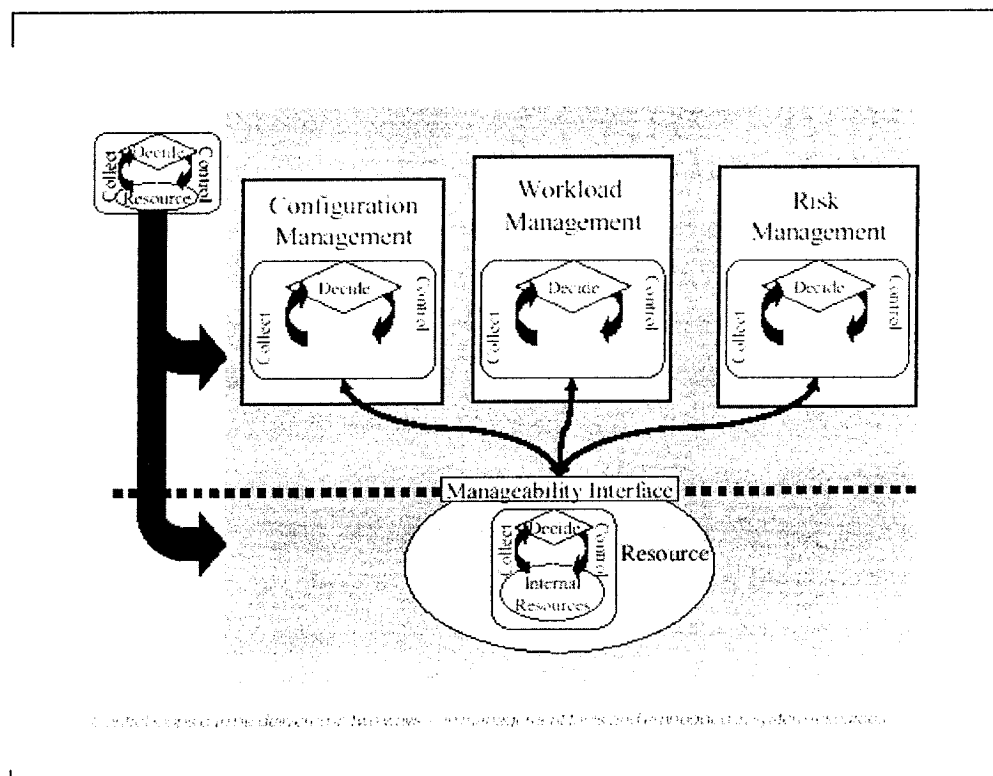 Decide
Collect
Control
Resource
Configuration
Management
Decide
Collect
Control
Workload
Management
Decide
Collect
Control
Risk
Management
Decide
Collect
Control
Manageability Interface
Decide
Collect
Control
Internal
Resources
Resource